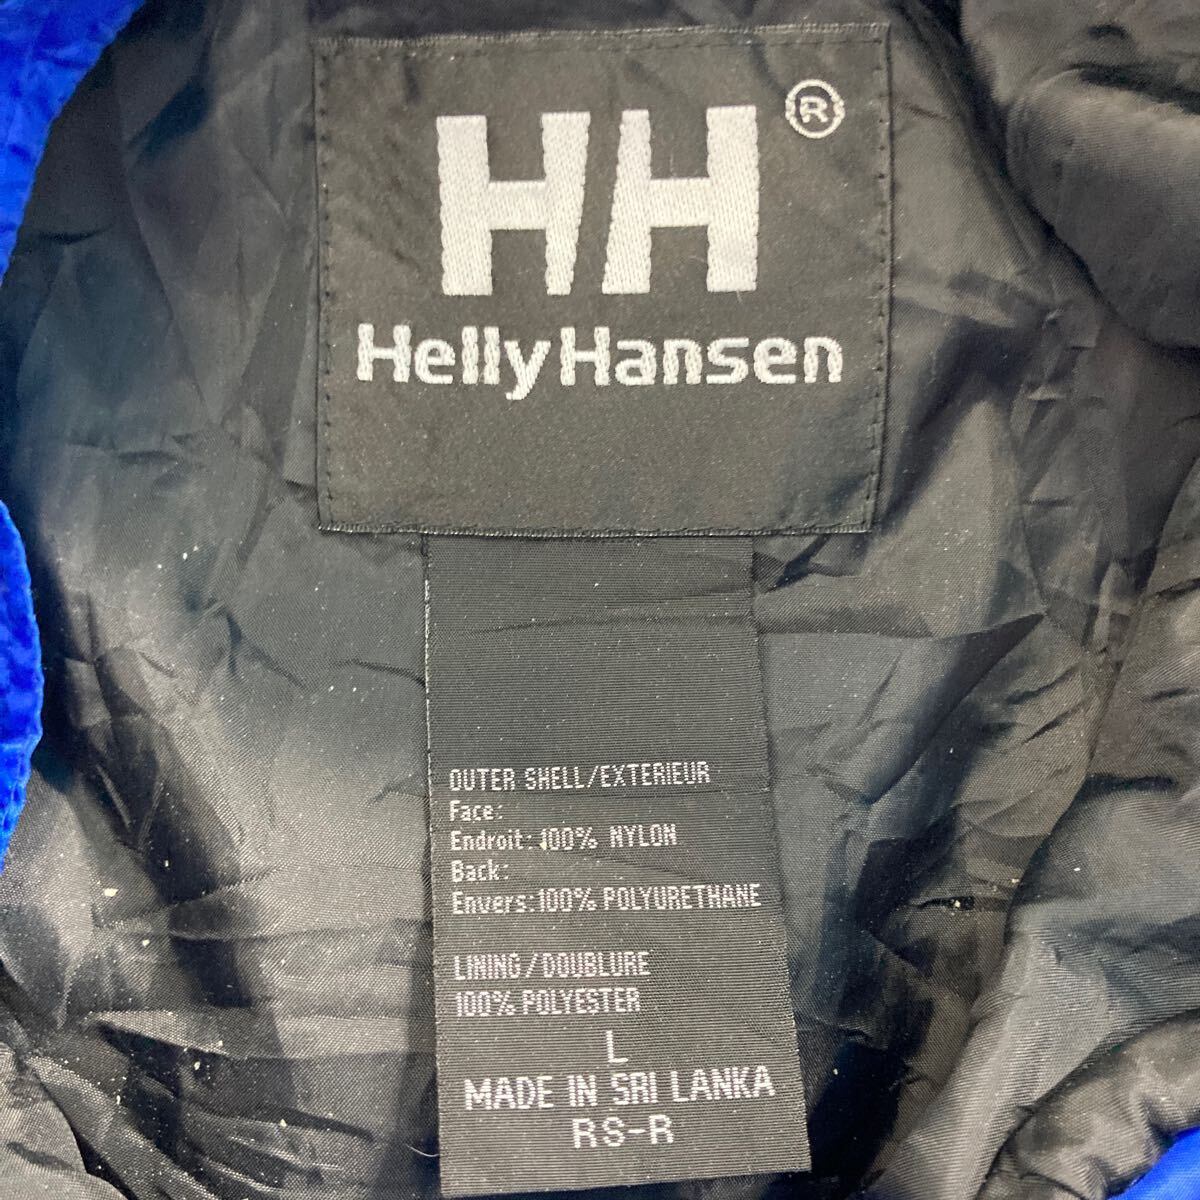 HH ®
Helly Hansen
OUTER SHELL/EXTERIEUR
Face:
Endroit: 100% NYLON
Back:
Envers: 100% POLYURETHANE
LINING/DOUBLURE
100% POLYESTER
L
MADE IN SRI LANKA
RS-R